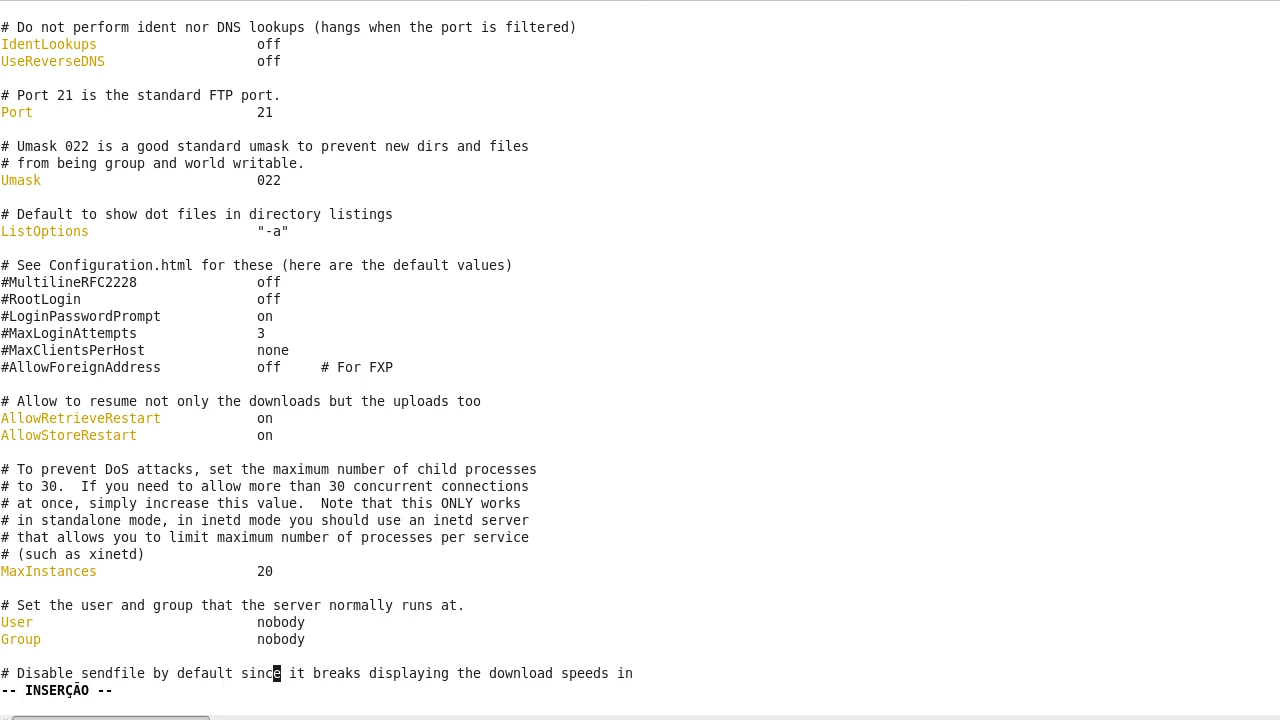 # Do not perform ident nor DNS lookups (hangs when the port is filtered)
IdentLookups                    off
UseReverseDNS                   off

# Port 21 is the standard FTP port.
Port                            21

# Umask 022 is a good standard umask to prevent new dirs and files
# from being group and world writable.
Umask                           022

# Default to show dot files in directory listings
ListOptions                     "-a"

# See Configuration.html for these (here are the default values)
#MultilineRFC2228               off
#RootLogin                      off
#LoginPasswordPrompt            on
#MaxLoginAttempts               3
#MaxClientsPerHost              none
#AllowForeignAddress            off     # For FXP

# Allow to resume not only the downloads but the uploads too
AllowRetrieveRestart            on
AllowStoreRestart               on

# To prevent DoS attacks, set the maximum number of child processes
# to 30.  If you need to allow more than 30 concurrent connections
# at once, simply increase this value.  Note that this ONLY works
# in standalone mode, in inetd mode you should use an inetd server
# that allows you to limit maximum number of processes per service
# (such as xinetd)
MaxInstances                    20

# Set the user and group that the server normally runs at.
User                            nobody
Group                           nobody

# Disable sendfile by default since it breaks displaying the download speeds in
-- INSERÇÃO --